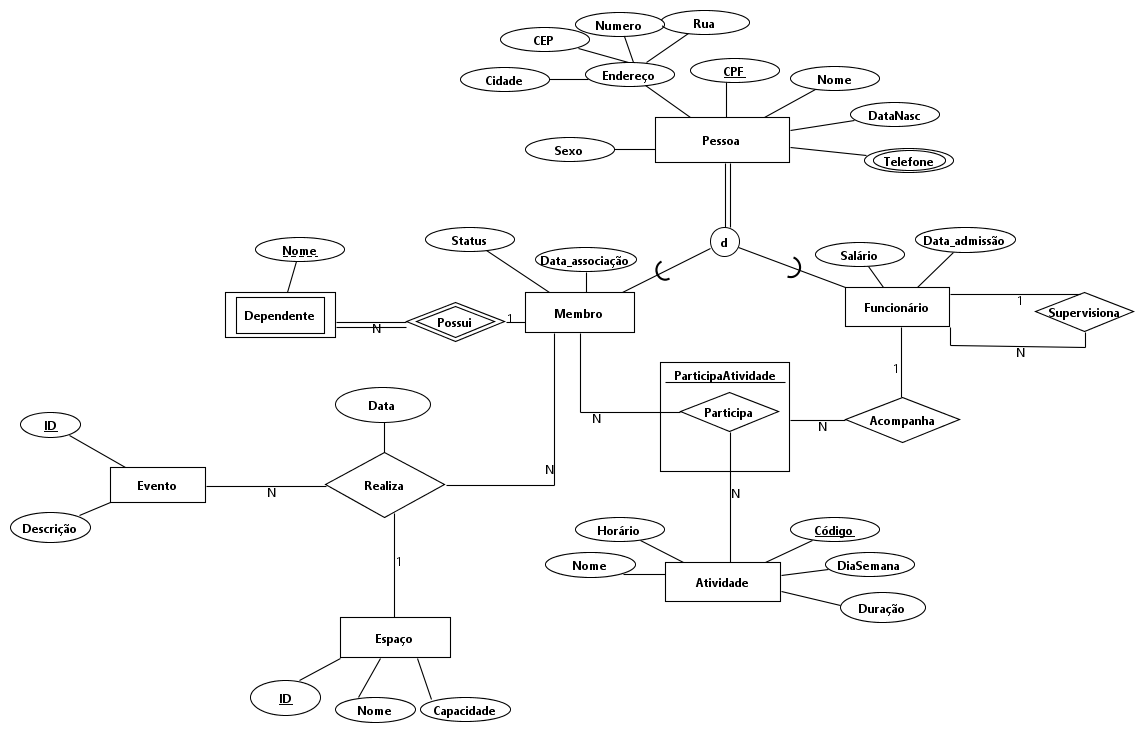 Rua
Numero
CEP
CPF
Endereço
Nome
Cidade
DataNasc
Pessoa
Sexo
Telefone
Status
d
Data_admissão
Nome
Salário
Data_associação
1
Funcionário
Dependente
Possui
1
Membro
Supervisiona
N
N
1
ParticipaAtividade
Data
Participa
N
N
Acompanha
ID
N
Evento
N
Realiza
N
Descrição
Horário
Código
1
Nome
DiaSemana
Atividade
Duração
Espaço
ID
Nome
Capacidade